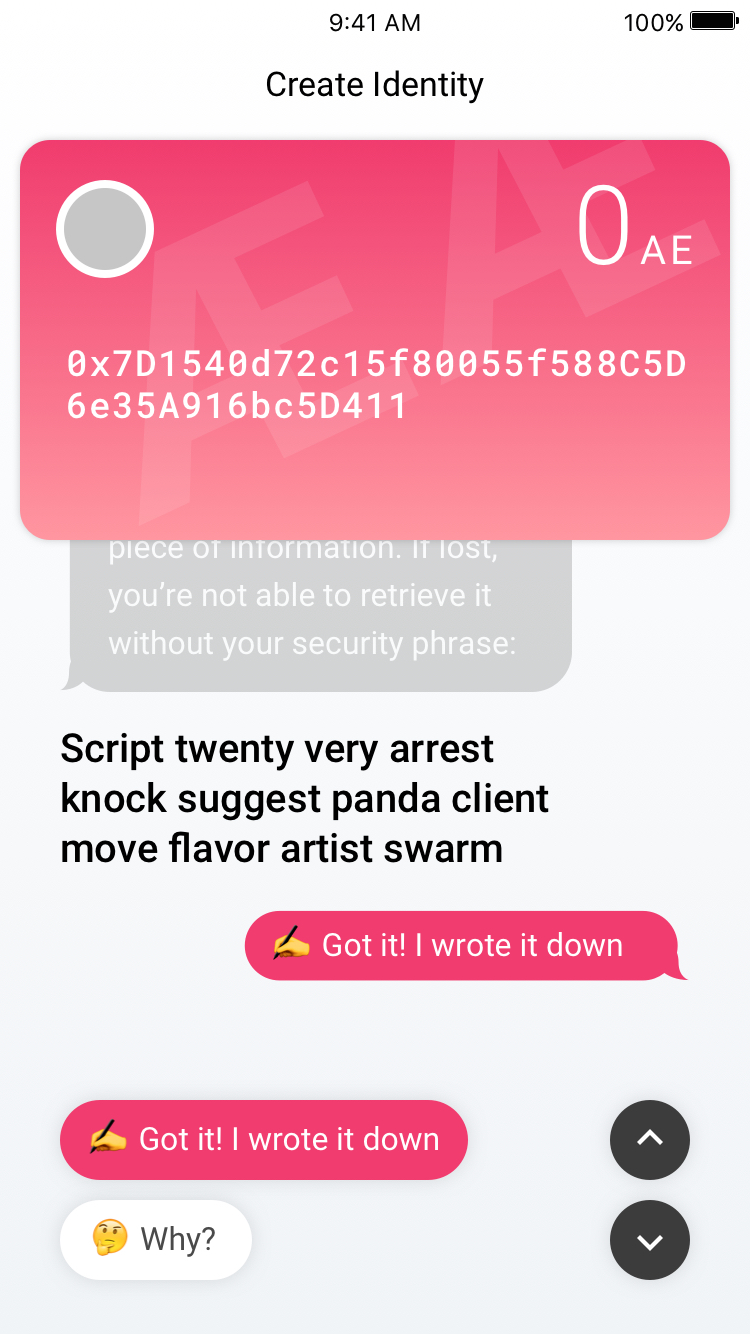 9:41 AM
100%
Create Identity
Æ Æ
0 AE
0x7D1540d72c15f80055f588C5D
6e35A916bc5D411
piece of information. If lost,
you’re not able to retrieve it
without your security phrase:
Script twenty very arrest
knock suggest panda client
move flavor artist swarm
✍️ Got it! I wrote it down
✍️ Got it! I wrote it down
🤔 Why?